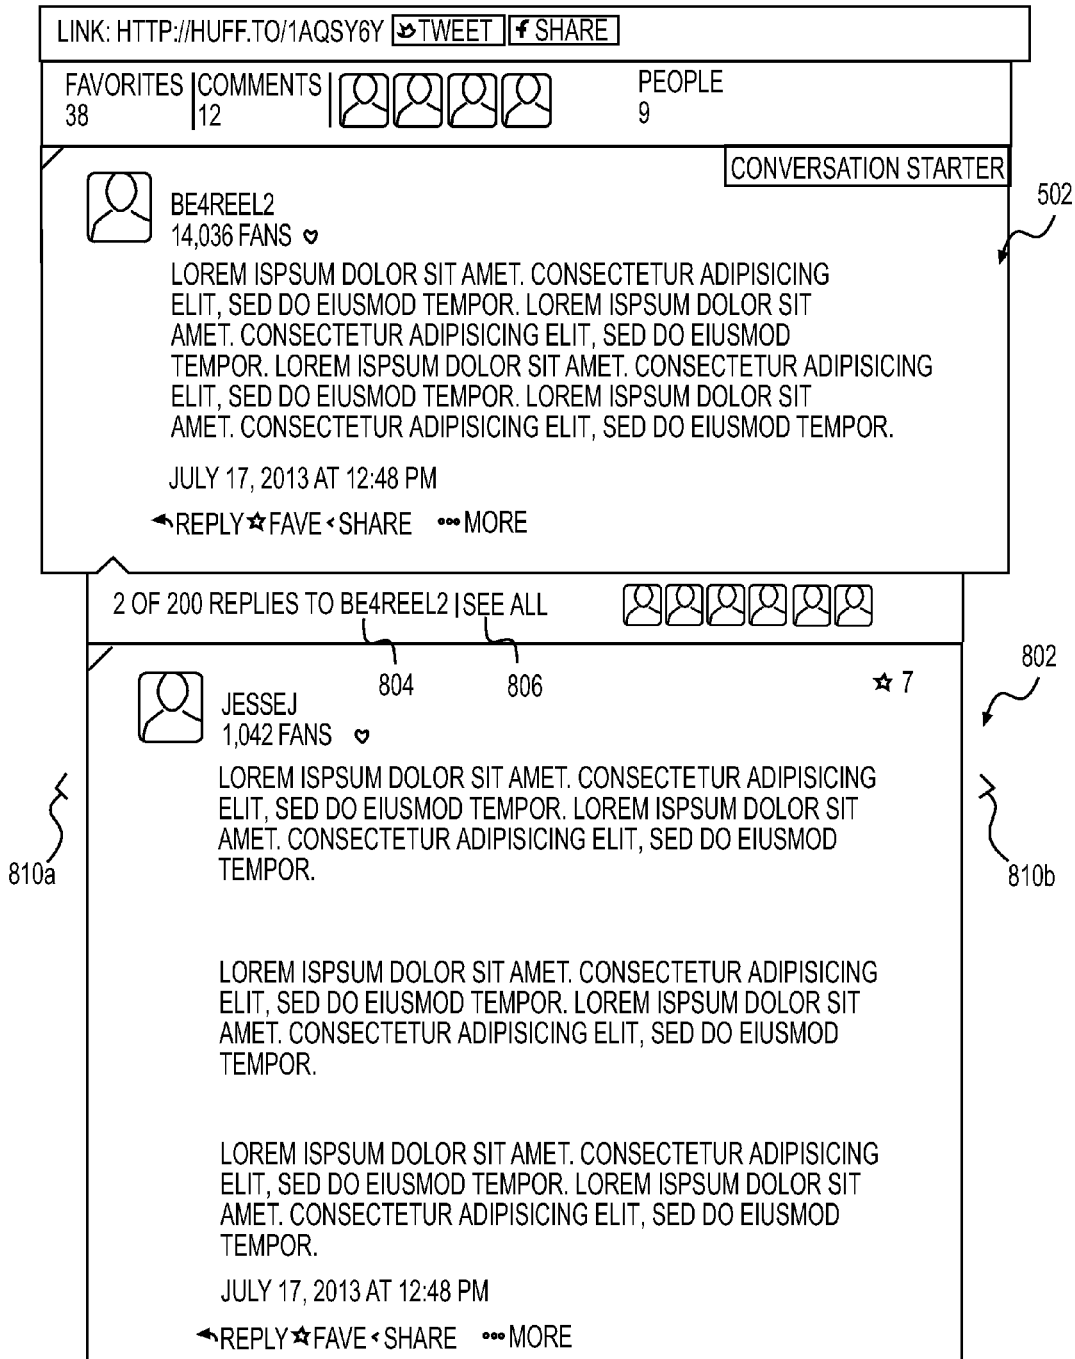 LINK: HTTP://HUFF.TO/1AQSY6Y TWEET f SHARE
FAVORITES COMMENTS PEOPLE
38 12 9
CONVERSATION STARTER
502
BE4REEL2
14,036 FANS
LOREM ISPSUM DOLOR SIT AMET. CONSECTETUR ADIPISICING
ELIT, SED DO EIUSMOD TEMPOR. LOREM ISPSUM DOLOR SIT
AMET. CONSECTETUR ADIPISICING ELIT, SED DO EIUSMOD
TEMPOR. LOREM ISPSUM DOLOR SIT AMET. CONSECTETUR ADIPISICING
ELIT, SED DO EIUSMOD TEMPOR. LOREM ISPSUM DOLOR SIT
AMET. CONSECTETUR ADIPISICING ELIT, SED DO EIUSMOD TEMPOR.
JULY 17, 2013 AT 12:48 PM
REPLY FAVE < SHARE ••• MORE
2 OF 200 REPLIES TO BE4REEL2 | SEE ALL
804 806
802
7
JESSEJ
1,042 FANS
LOREM ISPSUM DOLOR SIT AMET. CONSECTETUR ADIPISICING
ELIT, SED DO EIUSMOD TEMPOR. LOREM ISPSUM DOLOR SIT
AMET. CONSECTETUR ADIPISICING ELIT, SED DO EIUSMOD
TEMPOR.
810a 810b
LOREM ISPSUM DOLOR SIT AMET. CONSECTETUR ADIPISICING
ELIT, SED DO EIUSMOD TEMPOR. LOREM ISPSUM DOLOR SIT
AMET. CONSECTETUR ADIPISICING ELIT, SED DO EIUSMOD
TEMPOR.
LOREM ISPSUM DOLOR SIT AMET. CONSECTETUR ADIPISICING
ELIT, SED DO EIUSMOD TEMPOR. LOREM ISPSUM DOLOR SIT
AMET. CONSECTETUR ADIPISICING ELIT, SED DO EIUSMOD
TEMPOR.
JULY 17, 2013 AT 12:48 PM
REPLY FAVE < SHARE ••• MORE